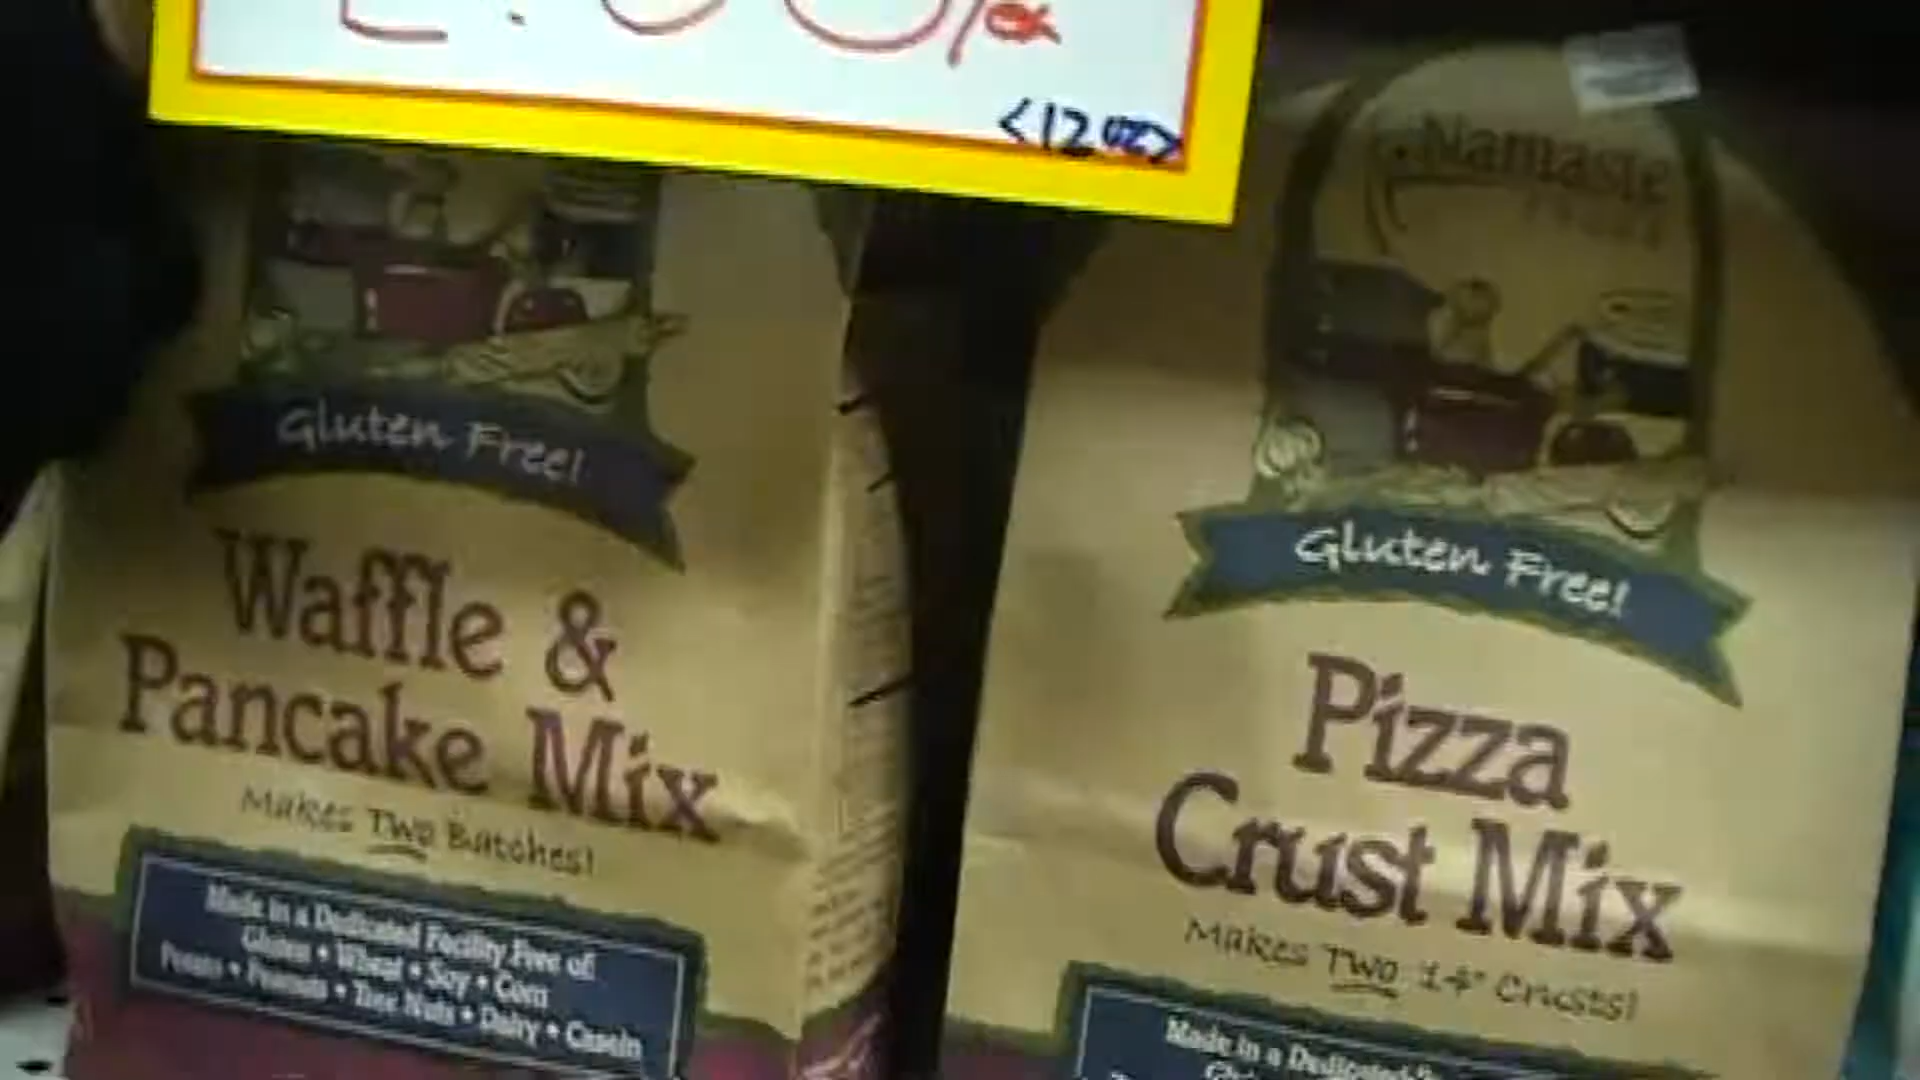 /ea
<12oz>
Gluten Free!
Waffle &
Pancake Mix
Makes Two Batches!
Made in a Dedicated Facility Free of:
Gluten • Wheat • Soy • Corn
Potato • Peanuts • Tree Nuts • Dairy • Casein
Namaste
FOODS
Gluten Free!
Pizza
Crust Mix
Makes Two 14" Crusts!
Made in a Dedicated